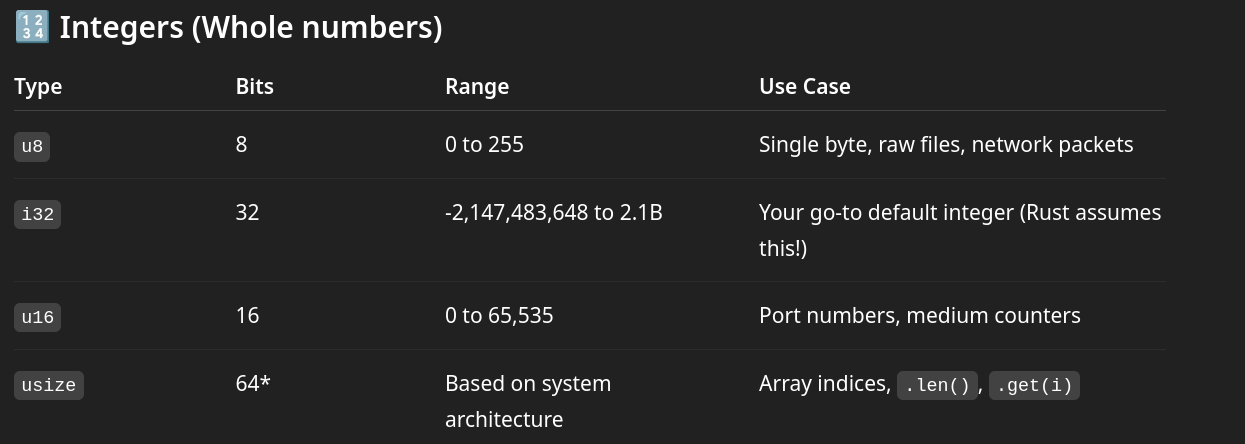 🔢 Integers (Whole numbers)
Type Bits Range Use Case
u8 8 0 to 255 Single byte, raw files, network packets
i32 32 -2,147,483,648 to 2.1B Your go-to default integer (Rust assumes
this!)
u16 16 0 to 65,535 Port numbers, medium counters
usize 64* Based on system Array indices, .len(), .get(i)
architecture